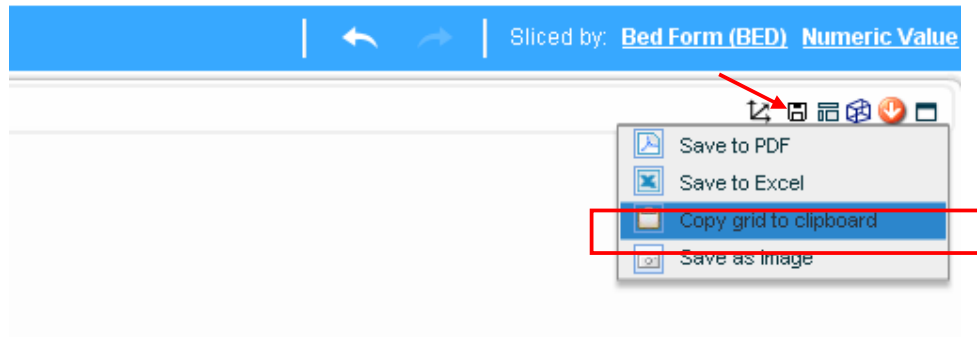 Sliced by: Bed Form (BED) Numeric Value
Save to PDF
Save to Excel
Copy grid to clipboard
Save as Image